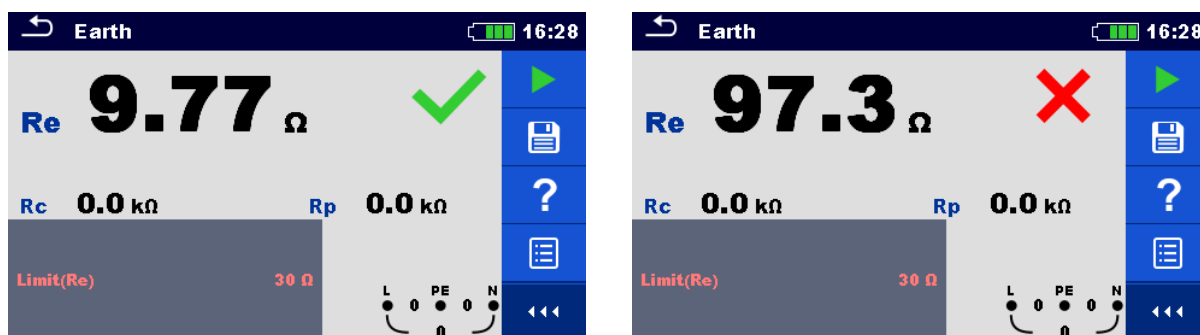 Earth 16:28
Re 9.77 Ω
Rc 0.0 kΩ Rp 0.0 kΩ
?
Limit(Re) 30 Ω
L PE N
0 0
0
Earth 16:28
Re 97.3 Ω
Rc 0.0 kΩ Rp 0.0 kΩ
?
Limit(Re) 30 Ω
L PE N
0 0
0